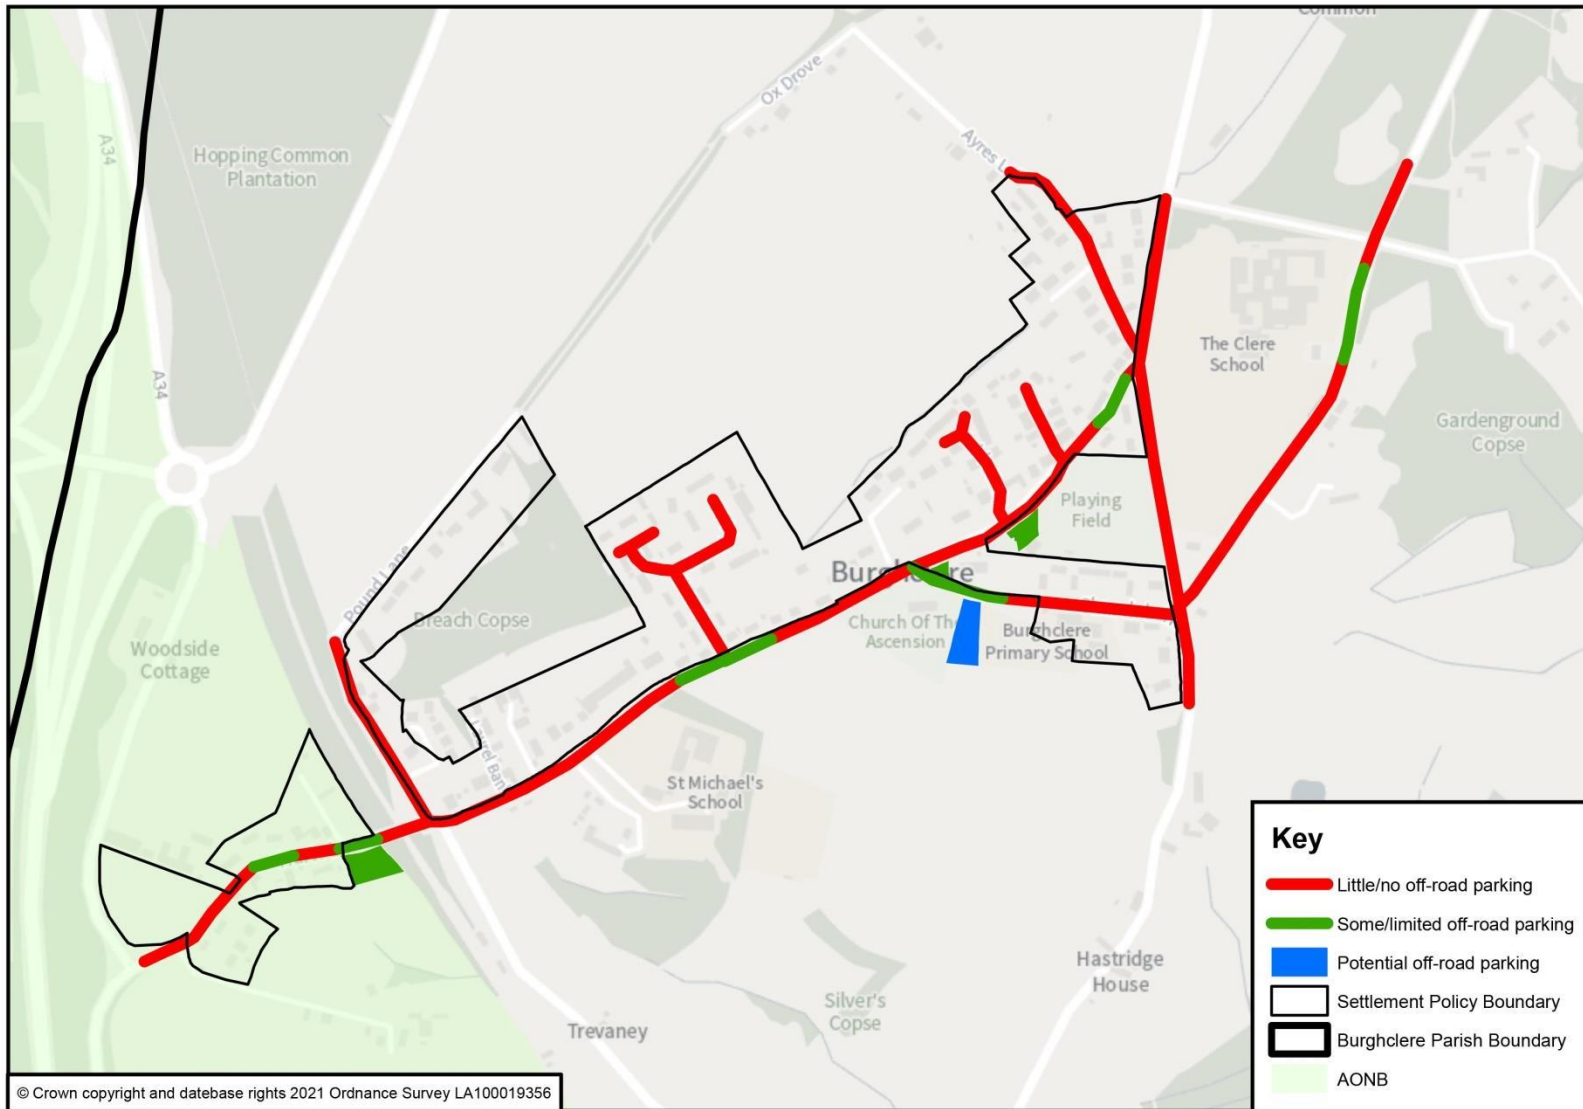 Common
Ox Drove
A34
Hopping Common
Plantation
Ayres L
The Clere
School
A34
Gardenground
Copse
Playing
Field
Pound Lane
Burghclere
Breach Copse
Church Of The
Ascension
Burghclere
Primary School
Woodside
Cottage
Laurel Bank
St Michael's
School
Hastridge
House
Silver's
Copse
Trevaney
Key
Little/no off-road parking
Some/limited off-road parking
Potential off-road parking
Settlement Policy Boundary
Burghclere Parish Boundary
AONB
© Crown copyright and datebase rights 2021 Ordnance Survey LA100019356